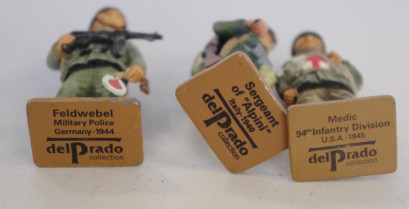 Feldwebel
Military Police
Germany-1944
delPrado
collection
Sergeant
of "Alpini"
Italy-1940
delPrado
collection
Medic
94th Infantry Division
U.S.A.-1945
delPrado
collection